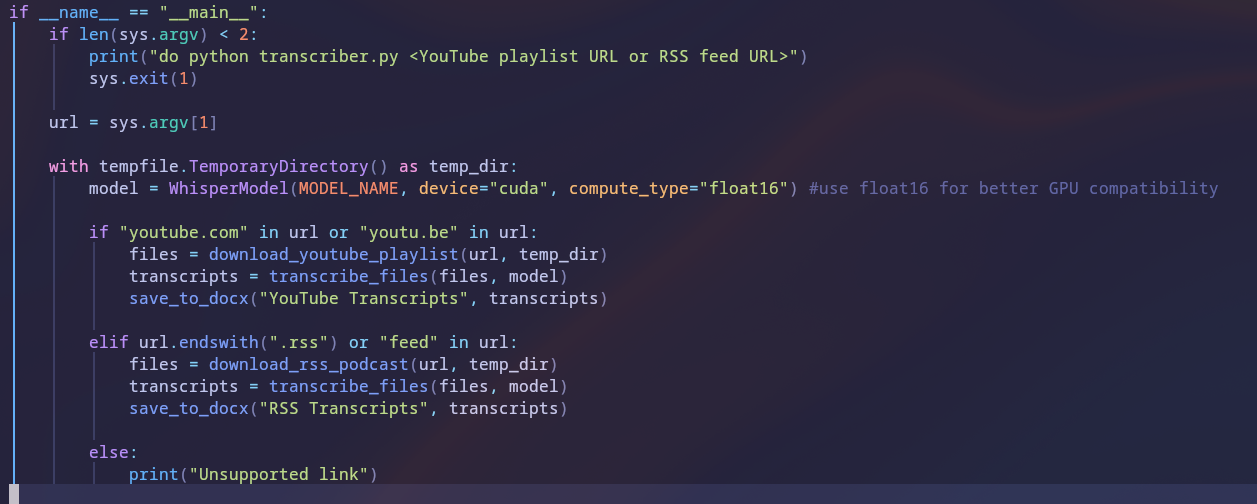 if __name__ == "__main__":
    if len(sys.argv) < 2:
        print("do python transcriber.py <YouTube playlist URL or RSS feed URL>")
        sys.exit(1)

    url = sys.argv[1]

    with tempfile.TemporaryDirectory() as temp_dir:
        model = WhisperModel(MODEL_NAME, device="cuda", compute_type="float16") #use float16 for better GPU compatibility

        if "youtube.com" in url or "youtu.be" in url:
            files = download_youtube_playlist(url, temp_dir)
            transcripts = transcribe_files(files, model)
            save_to_docx("YouTube Transcripts", transcripts)

        elif url.endswith(".rss") or "feed" in url:
            files = download_rss_podcast(url, temp_dir)
            transcripts = transcribe_files(files, model)
            save_to_docx("RSS Transcripts", transcripts)

        else:
            print("Unsupported link")